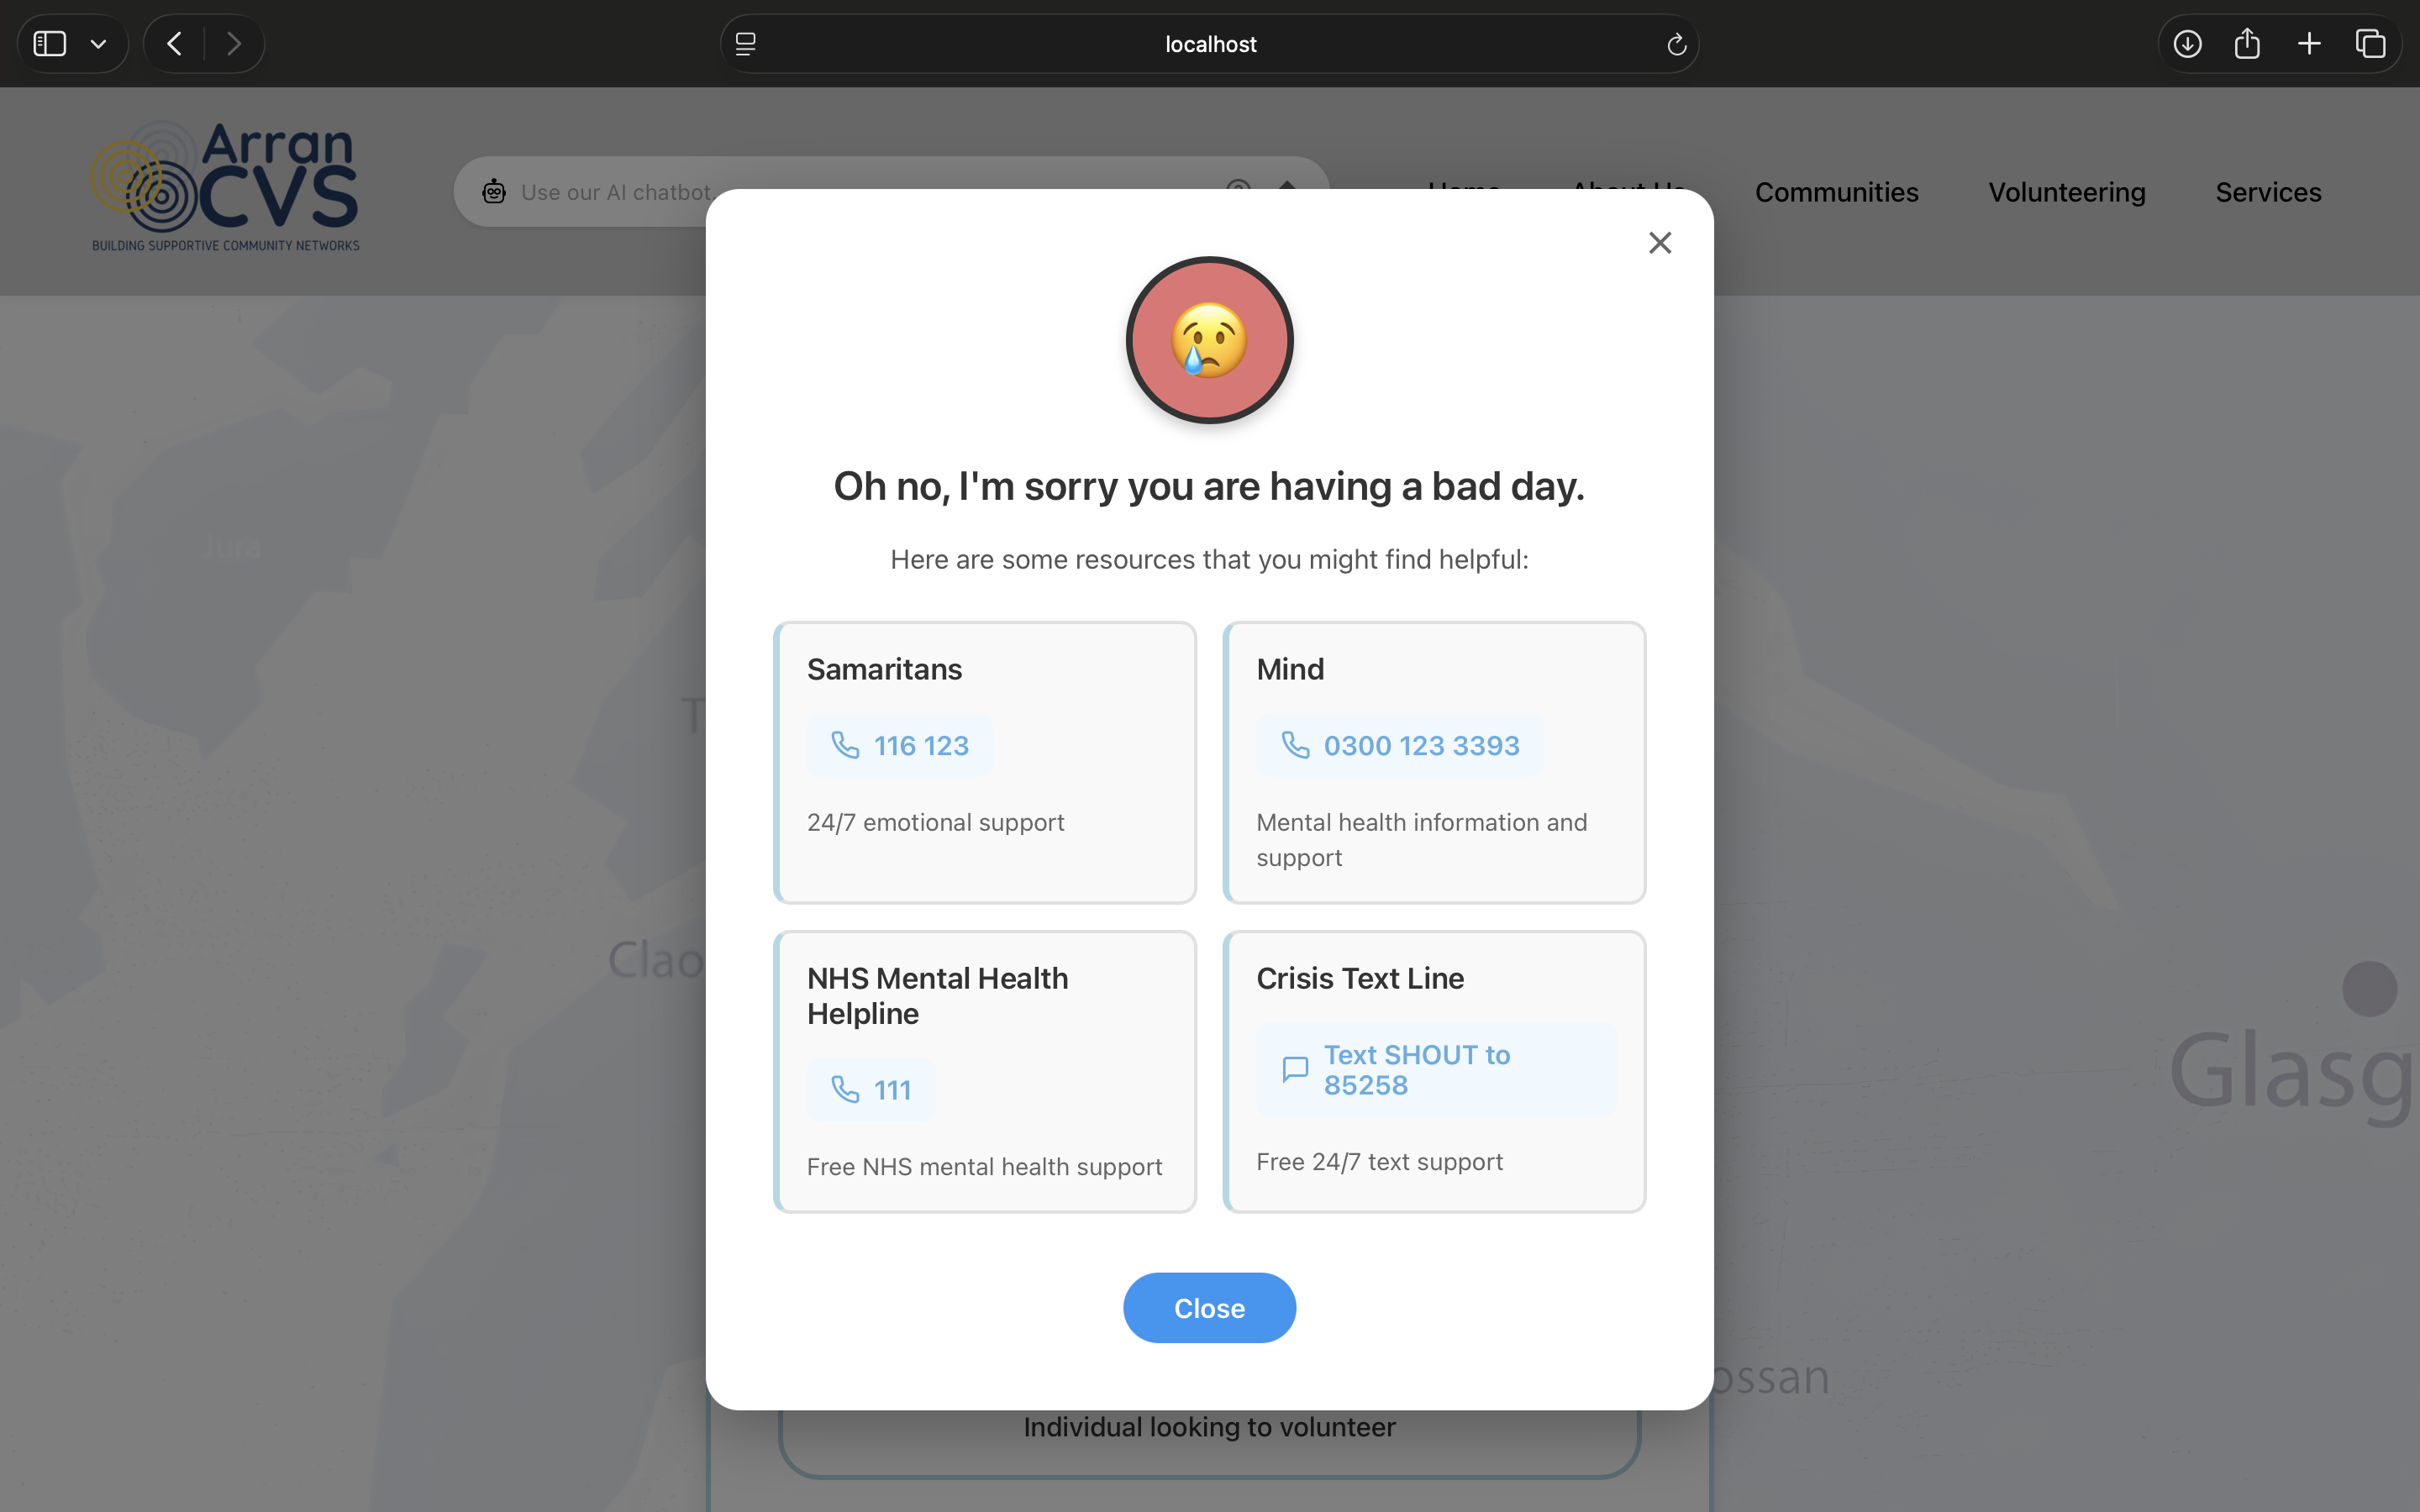 localhost
Arran
CVS
BUILDING SUPPORTIVE COMMUNITY NETWORKS
Use our AI chatbot
Home
About Us
Communities
Volunteering
Services
Oh no, I'm sorry you are having a bad day.
Here are some resources that you might find helpful:
Samaritans
116 123
24/7 emotional support
Mind
0300 123 3393
Mental health information and
support
NHS Mental Health
Helpline
111
Free NHS mental health support
Crisis Text Line
Text SHOUT to
85258
Free 24/7 text support
Close
Jura
Clao
Glasg
ossan
Individual looking to volunteer